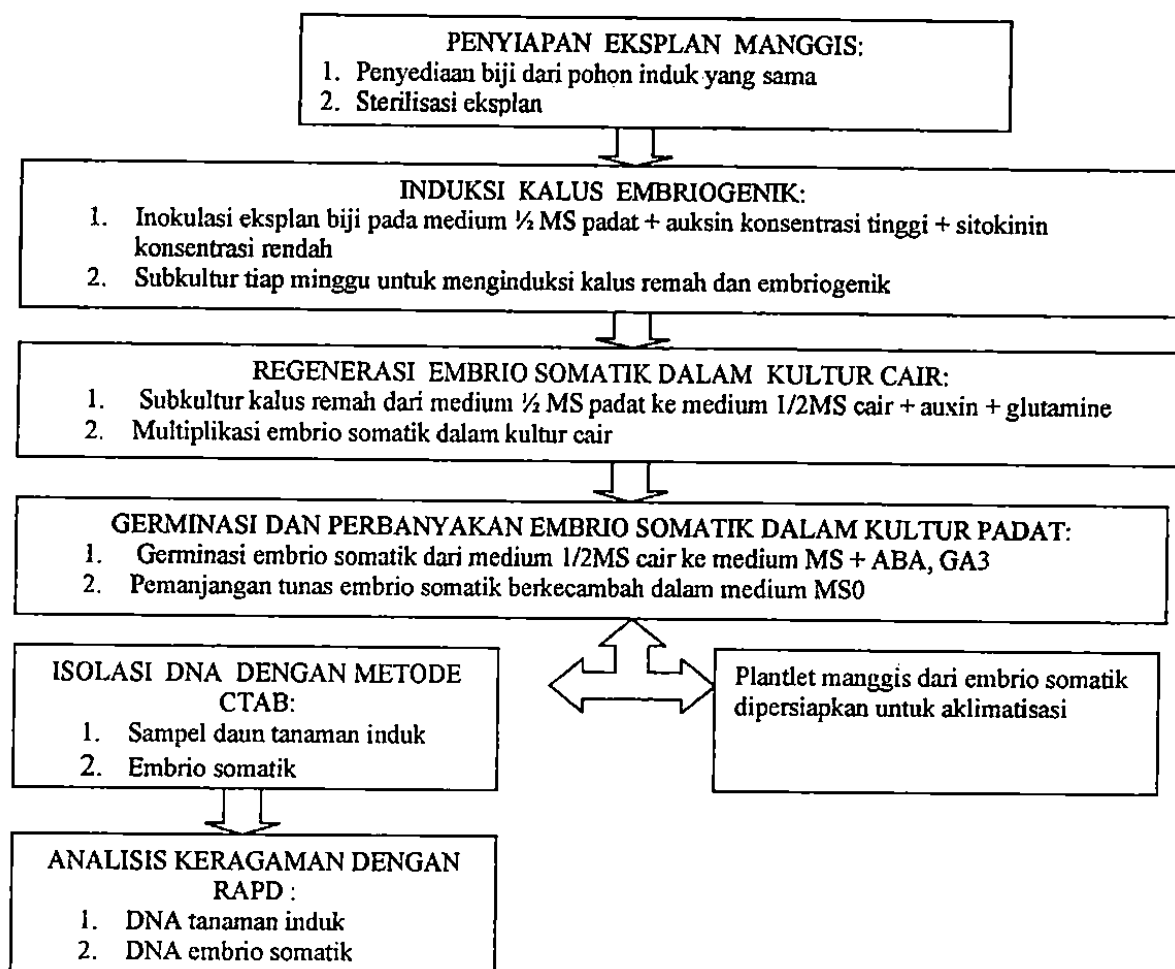 PENYIAPAN EKSPLAN MANGGIS:
1. Penyediaan biji dari pohon induk yang sama
2. Sterilisasi eksplan
INDUKSI KALUS EMBRIOGENIK:
1. Inokulasi eksplan biji pada medium ½ MS padat + auksin konsentrasi tinggi + sitokinin
konsentrasi rendah
2. Subkultur tiap minggu untuk menginduksi kalus remah dan embriogenik
REGENERASI EMBRIO SOMATIK DALAM KULTUR CAIR:
1. Subkultur kalus remah dari medium ½ MS padat ke medium 1/2MS cair + auxin + glutamine
2. Multiplikasi embrio somatik dalam kultur cair
GERMINASI DAN PERBANYAKAN EMBRIO SOMATIK DALAM KULTUR PADAT:
1. Germinasi embrio somatik dari medium 1/2MS cair ke medium MS + ABA, GA3
2. Pemanjangan tunas embrio somatik berkecambah dalam medium MS0
ISOLASI DNA DENGAN METODE
CTAB:
1. Sampel daun tanaman induk
2. Embrio somatik
Plantlet manggis dari embrio somatik
dipersiapkan untuk aklimatisasi
ANALISIS KERAGAMAN DENGAN
RAPD :
1. DNA tanaman induk
2. DNA embrio somatik